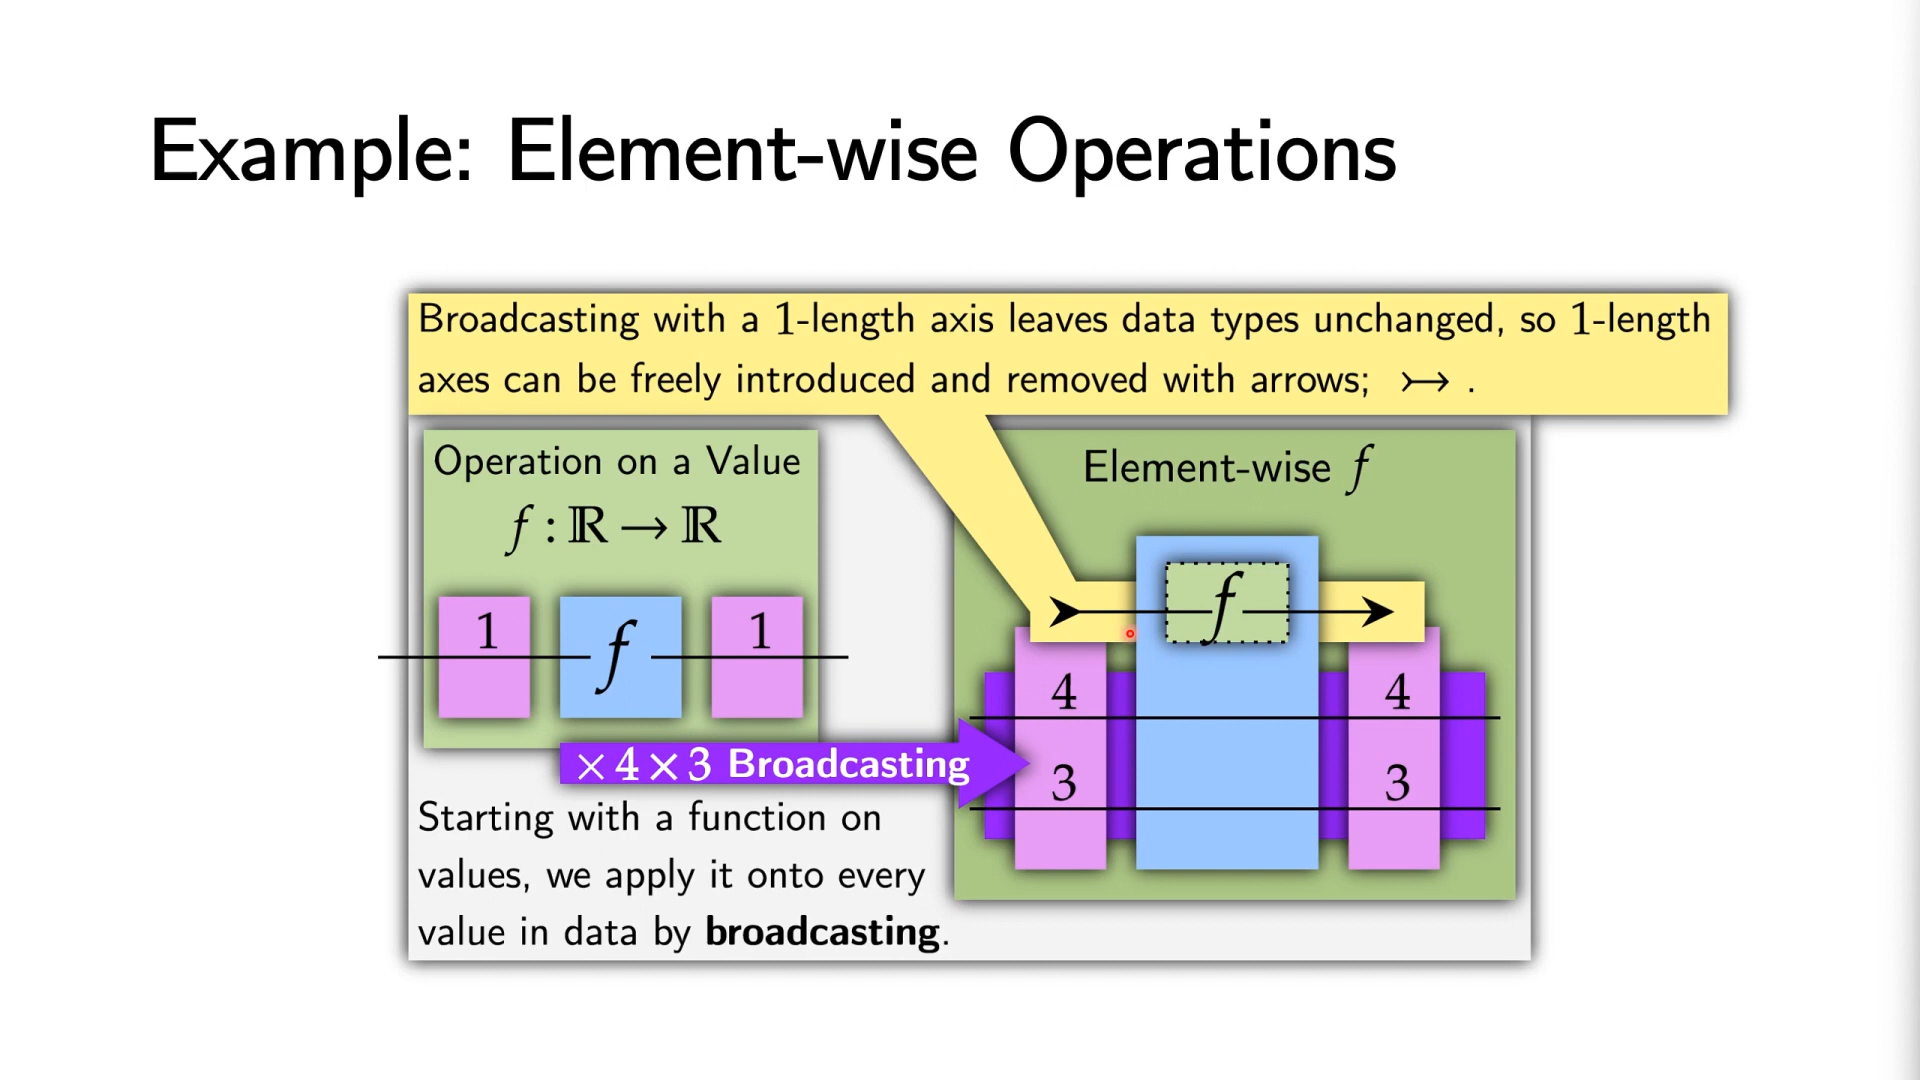 Example: Element-wise Operations
Broadcasting with a 1-length axis leaves data types unchanged, so 1-length
axes can be freely introduced and removed with arrows; ↣ .
Operation on a Value
f : ℝ → ℝ
1 f 1
Element-wise f
f
4 4
3 3
×4×3 Broadcasting
Starting with a function on
values, we apply it onto every
value in data by broadcasting.